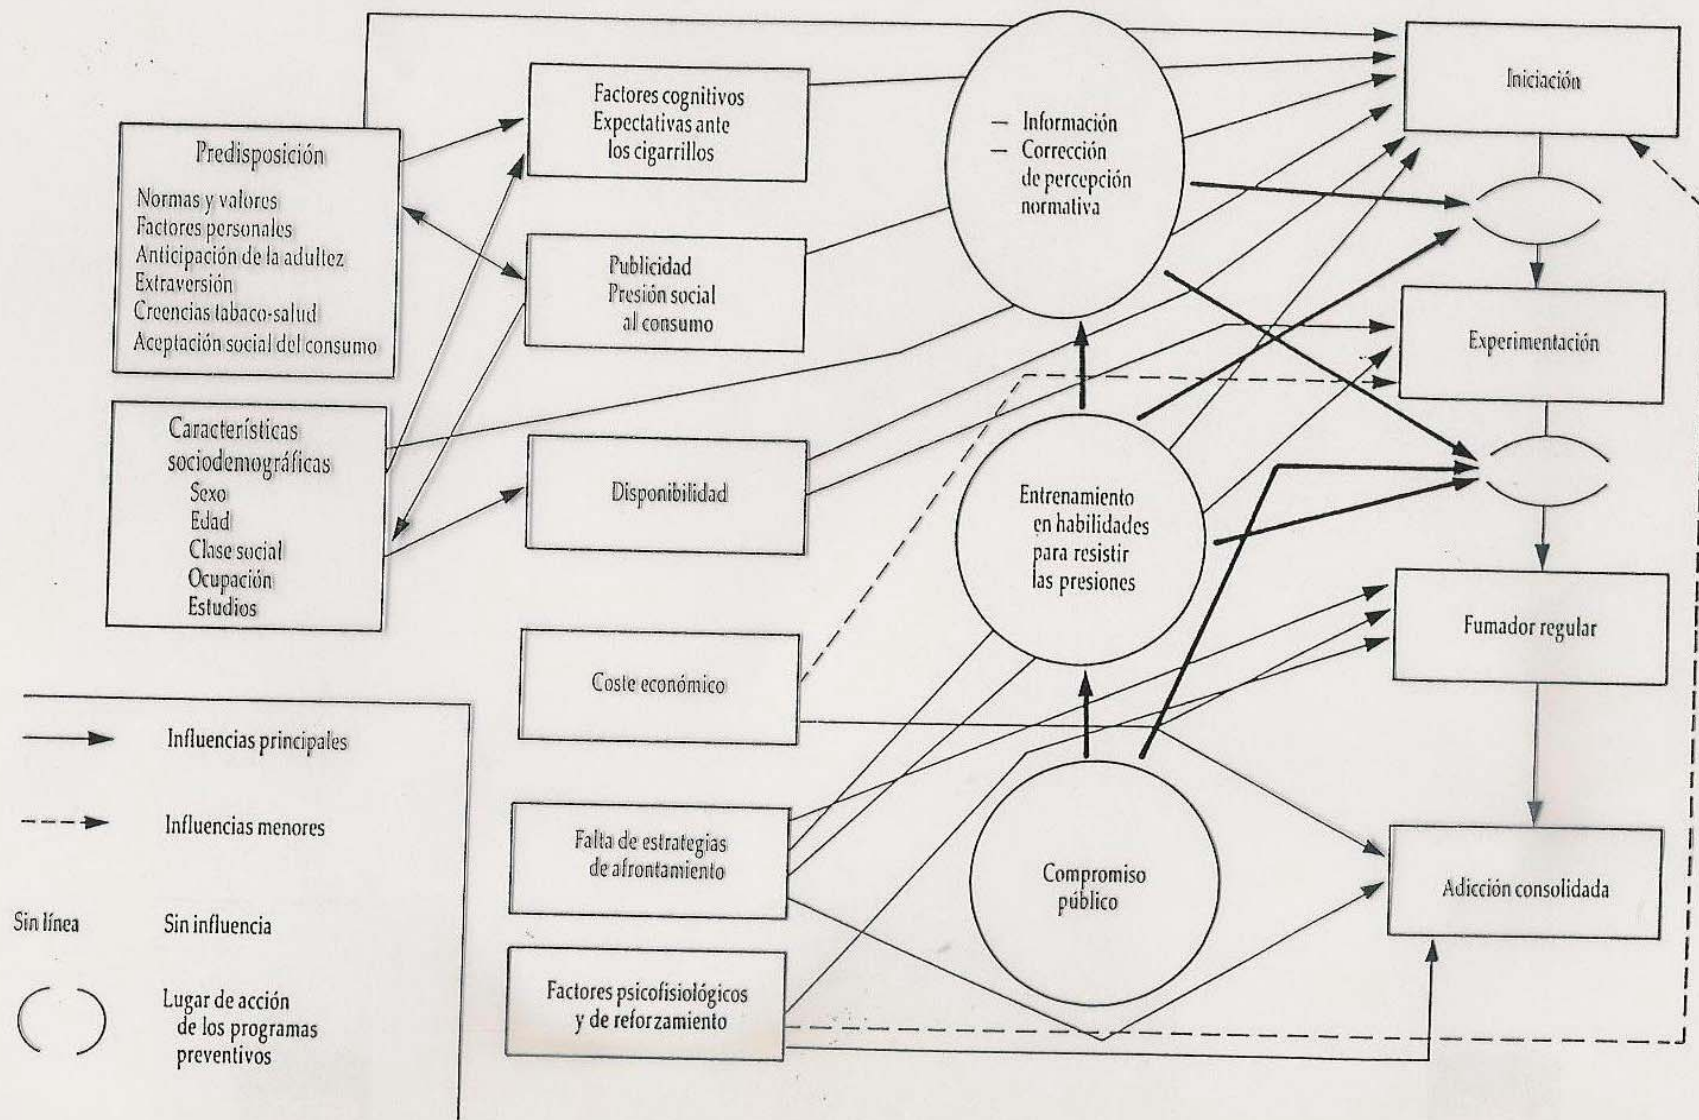 Predisposición
Normas y valores
Factores personales
Anticipación de la adultez
Extraversión
Creencias tabaco-salud
Aceptación social del consumo
Características
sociodemográficas
Sexo
Edad
Clase social
Ocupación
Estudios
Factores cognitivos
Expectativas ante
los cigarrillos
Publicidad
Presión social
al consumo
Disponibilidad
Coste económico
Falta de estrategias
de afrontamiento
Factores psicofisiológicos
y de reforzamiento
— Información
— Corrección
de percepción
normativa
Entrenamiento
en habilidades
para resistir
las presiones
Compromiso
público
Iniciación
Experimentación
Fumador regular
Adicción consolidada
Influencias principales
Influencias menores
Sin línea
Sin influencia
Lugar de acción
de los programas
preventivos